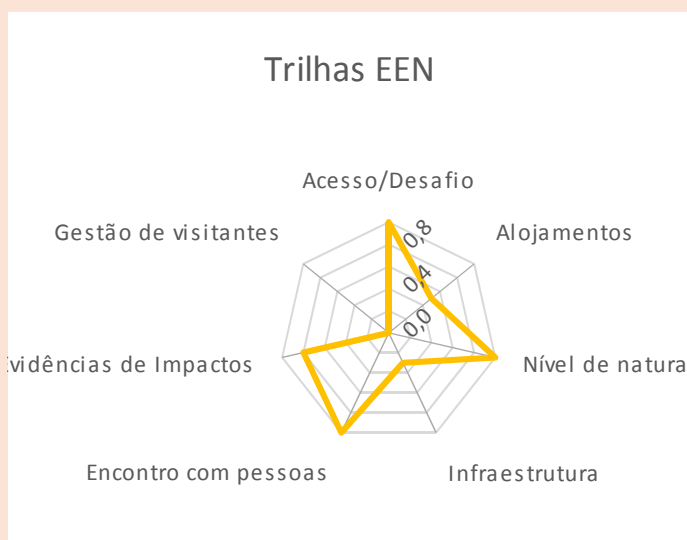 Trilhas EEN
Acesso/Desafio
Gestão de visitantes
Alojamentos
0,8
0,4
0,0
vidências de Impactos
Nível de natura
Encontro com pessoas
Infraestrutura